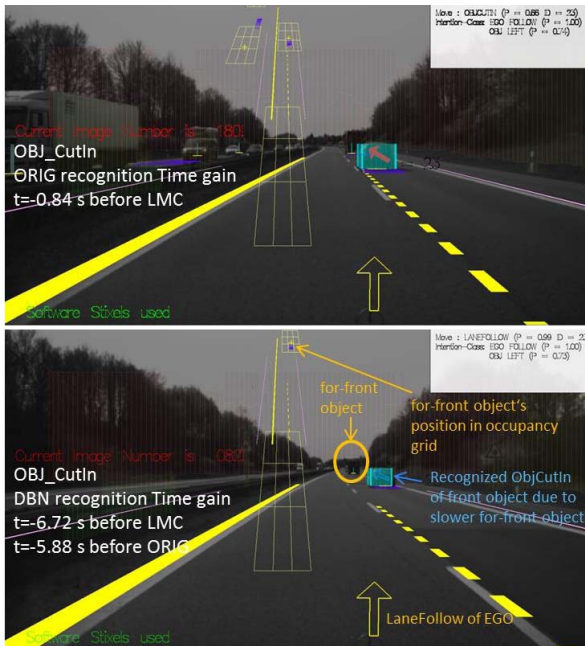 Move : OBJCUTIN (P = 0.66 D = 23)
Intention-Class: EGO FOLLOW (P = 1.00)
OBJ LEFT (P = 0.74)
Current Image Number is
OBJ_CutIn
ORIG recognition Time gain
t=-0.84 s before LMC
23
Software Stixels used
Move : LANEFOLLOW (P = 0.99 D = 22
Intention-Class: EGO FOLLOW (P = 1.00)
OBJ LEFT (P = 0.73)
for-front
object
for-front object's
position in occupancy
grid
Current Image Number is
OBJ_CutIn
DBN recognition Time gain
t=-6.72 s before LMC
t=-5.88 s before ORIG
Recognized ObjCutIn
of front object due to
slower for-front object
LaneFollow of EGO
Software Stixels used